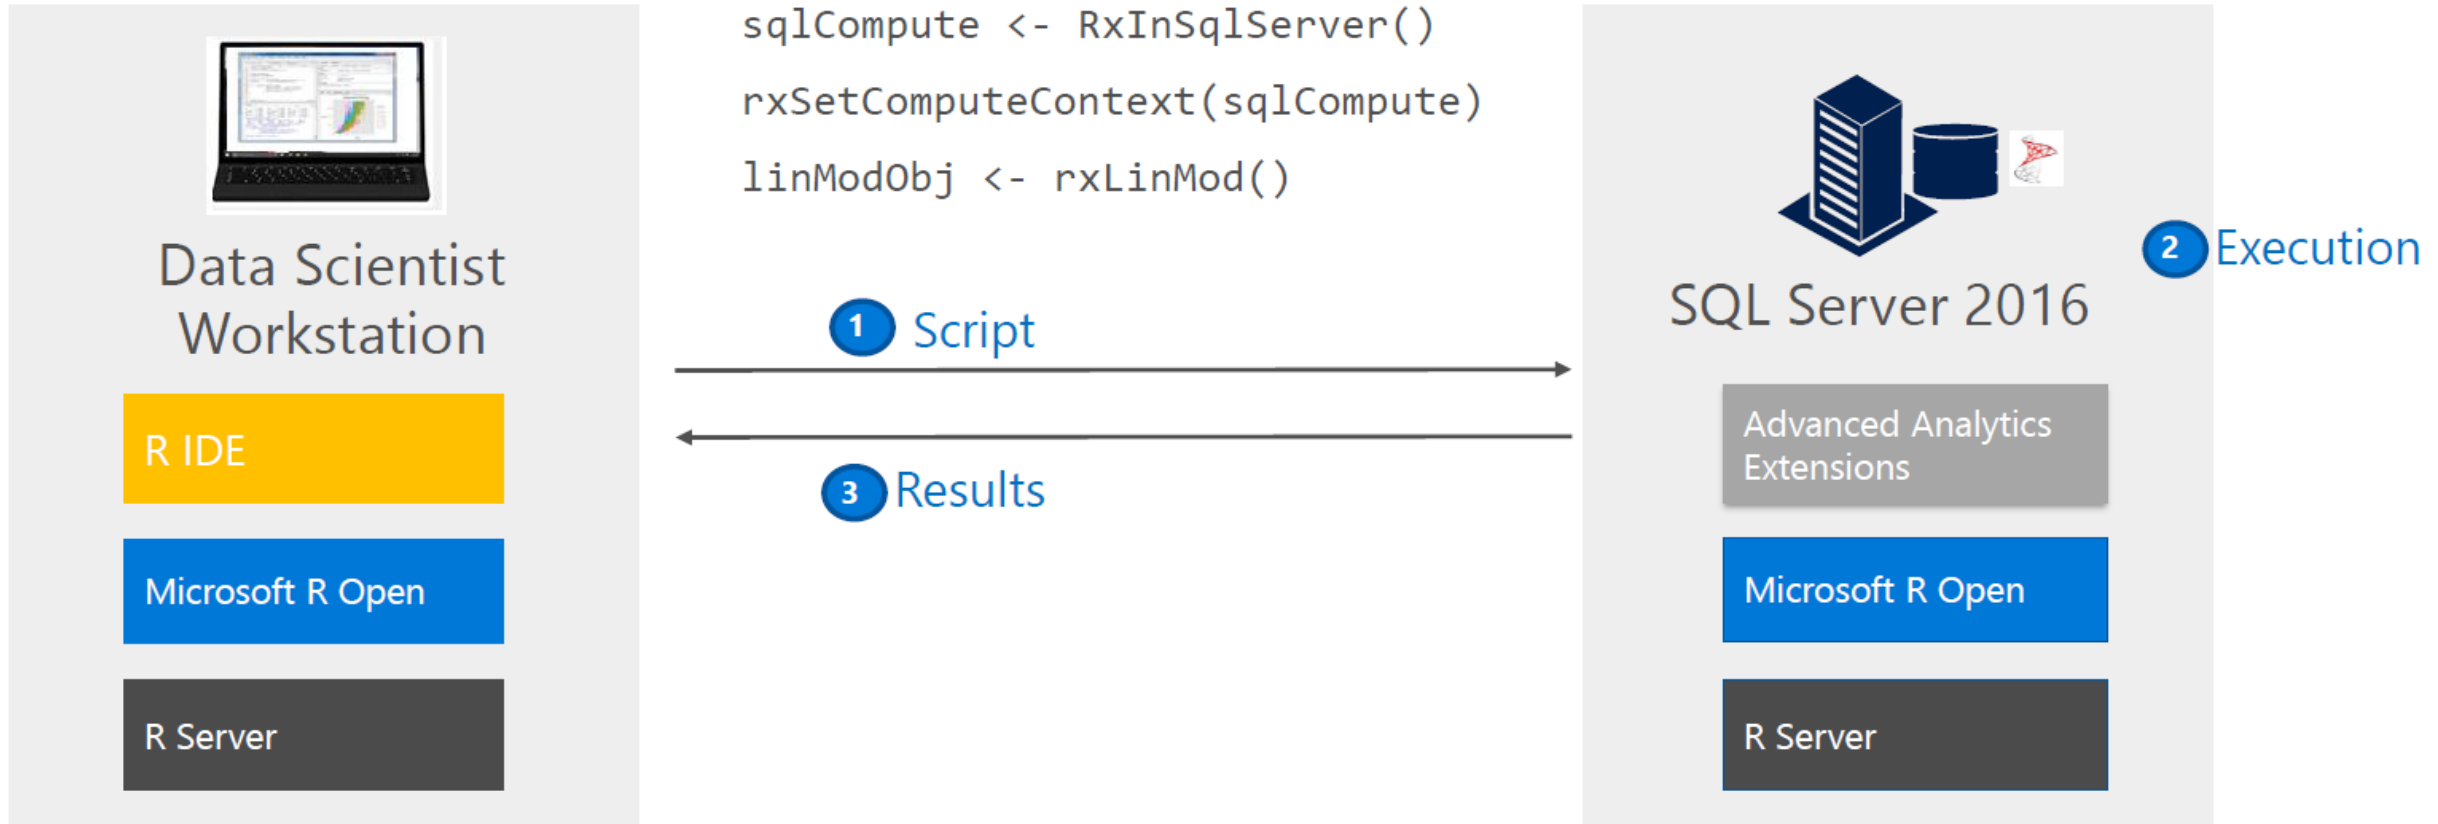 sqlCompute <- RxInSqlServer()
rxSetComputeContext(sqlCompute)
linModObj <- rxLinMod()
Data Scientist
Workstation
R IDE
Microsoft R Open
R Server
1 Script
3 Results
SQL Server 2016
2 Execution
Advanced Analytics
Extensions
Microsoft R Open
R Server